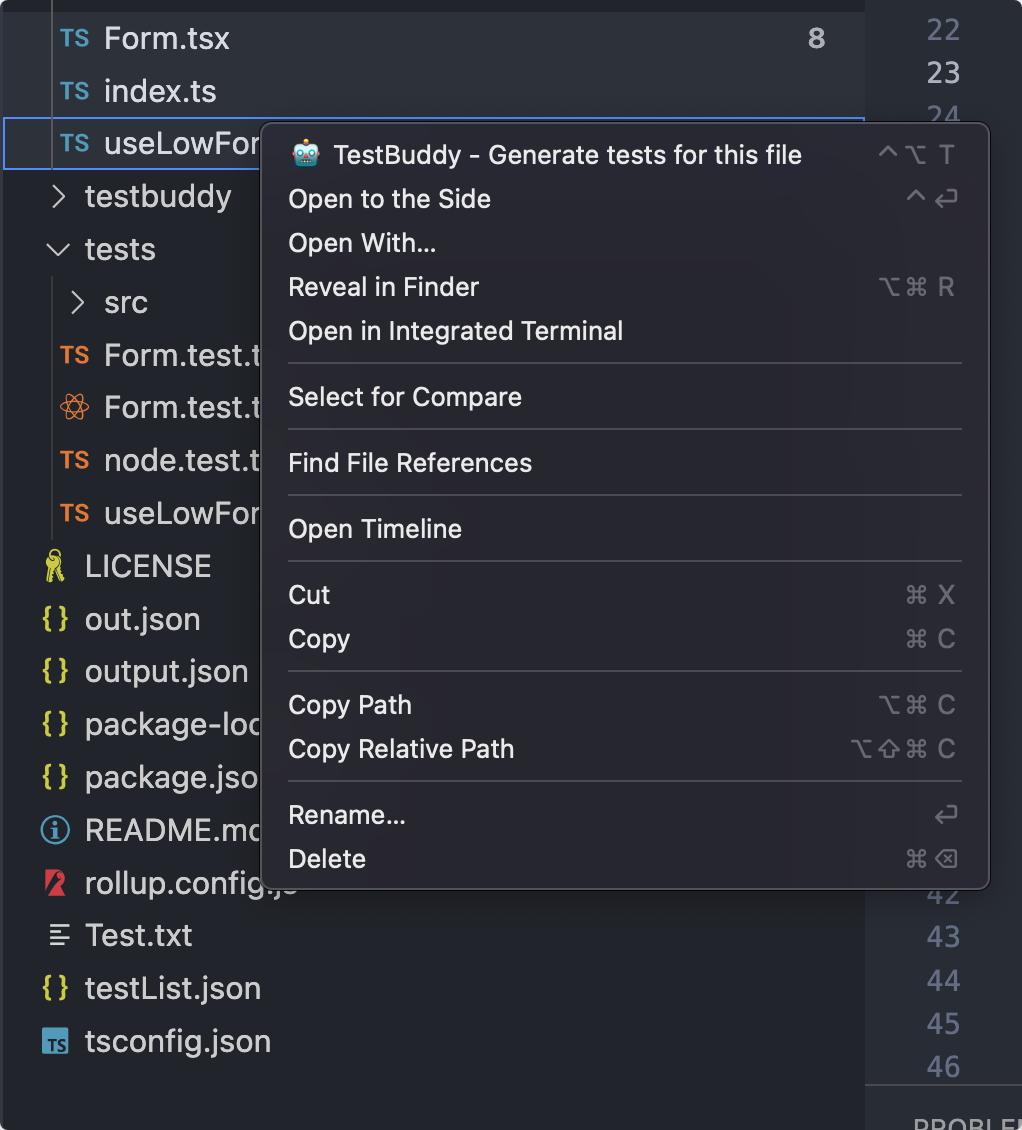 TS Form.tsx 8
TS index.ts
TS useLowFor
testbuddy
tests
src
TS Form.test.t
Form.test.t
TS node.test.t
TS useLowFor
LICENSE
{} out.json
{} output.json
{} package-loc
{} package.jso
README.md
rollup.config.js
Test.txt
{} testList.json
TS tsconfig.json
TestBuddy - Generate tests for this file ^⌥ T
Open to the Side ^⏎
Open With...
Reveal in Finder ⌥⌘ R
Open in Integrated Terminal
Select for Compare
Find File References
Open Timeline
Cut ⌘ X
Copy ⌘ C
Copy Path ⌥⌘ C
Copy Relative Path ⌥⇧⌘ C
Rename... ⏎
Delete ⌘⌫
22
23
24
42
43
44
45
46
PROBLEM